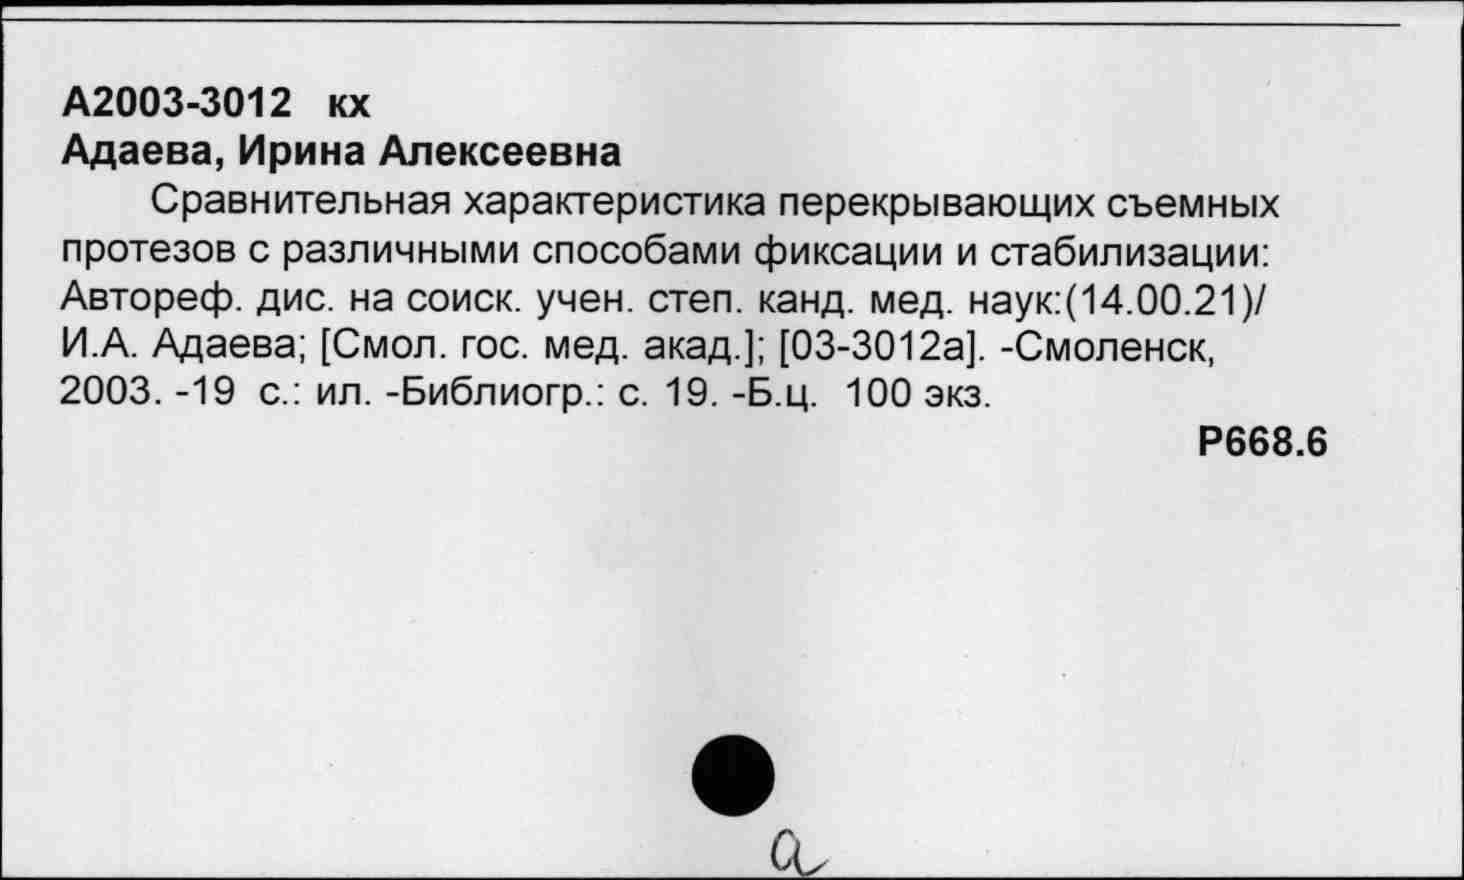 А2003-3012 кх
Адаева, Ирина Алексеевна
Сравнительная характеристика перекрывающих съемных
протезов с различными способами фиксации и стабилизации:
Автореф. дис. на соиск. учен. степ. канд. мед. наук:(14.00.21)/
И.А. Адаева; [Смол. гос. мед. акад.]; [03-3012а]. -Смоленск,
2003. -19 с.: ил. -Библиогр.: с. 19. -Б.ц. 100 экз.
Р668.6
а